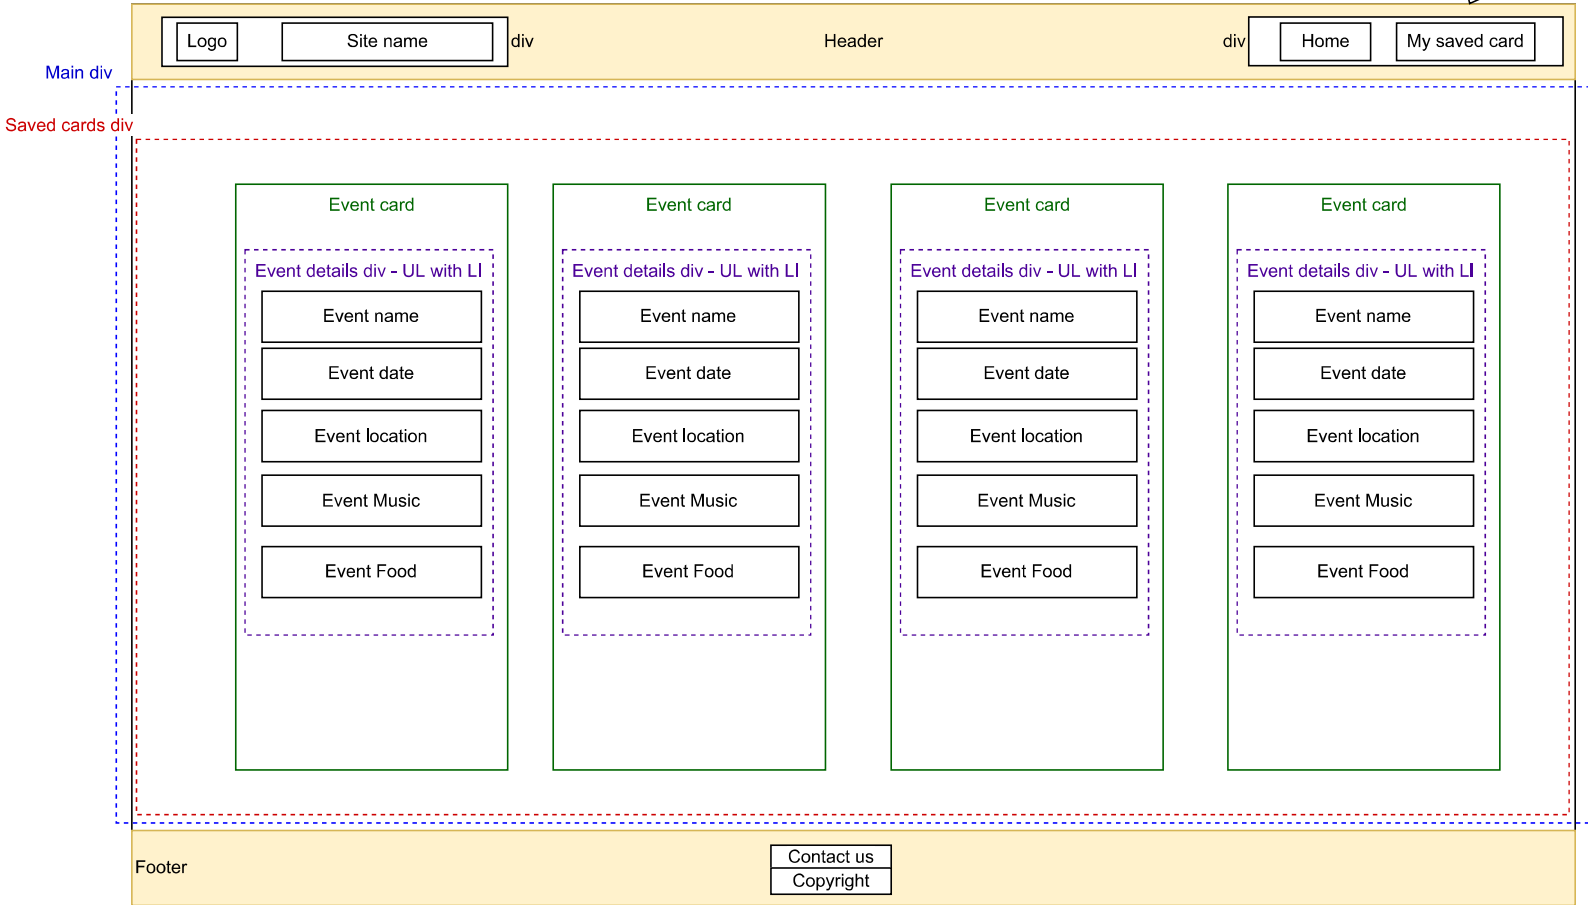 Logo
Site name
div
Header
div
Home
My saved card
Main div
Saved cards div
Event card
Event card
Event card
Event card
Event details div - UL with LI
Event details div - UL with LI
Event details div - UL with LI
Event details div - UL with LI
Event name
Event name
Event name
Event name
Event date
Event date
Event date
Event date
Event location
Event location
Event location
Event location
Event Music
Event Music
Event Music
Event Music
Event Food
Event Food
Event Food
Event Food
Footer
Contact us
Copyright